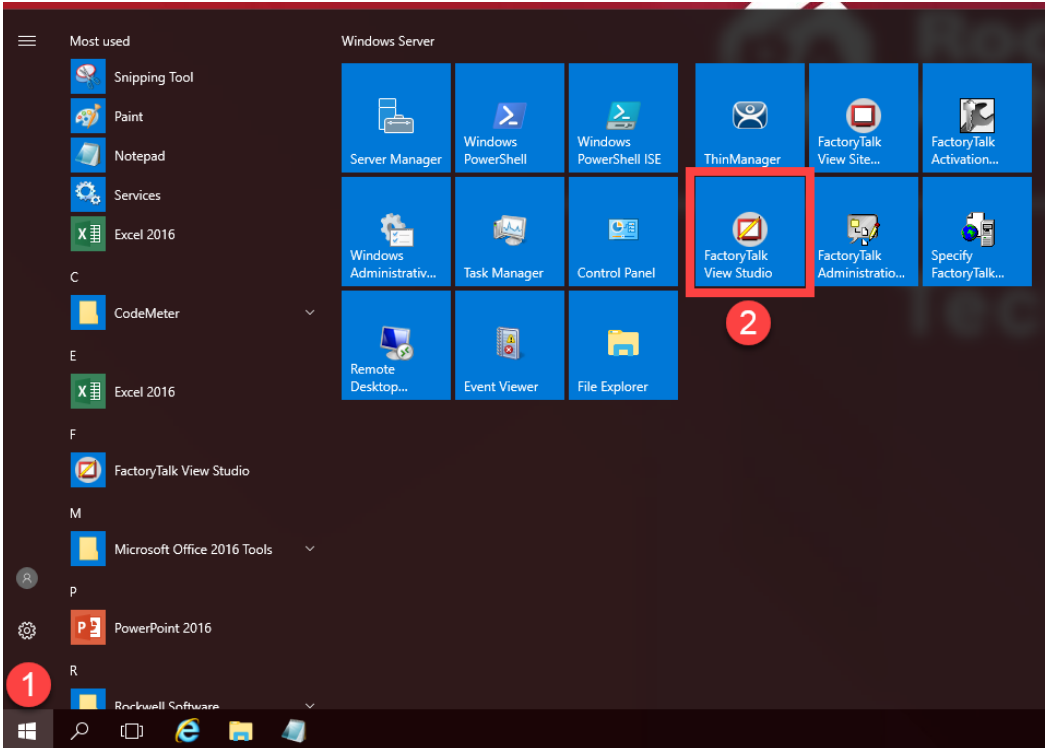 Most used
Snipping Tool
Paint
Notepad
Services
Excel 2016
C
CodeMeter
E
Excel 2016
F
FactoryTalk View Studio
M
Microsoft Office 2016 Tools
P
PowerPoint 2016
R
Rockwell Software
1
Windows Server
Server Manager
Windows
PowerShell
Windows
PowerShell ISE
ThinManager
FactoryTalk
View Site...
FactoryTalk
Activation...
Windows
Administrativ...
Task Manager
Control Panel
FactoryTalk
View Studio
FactoryTalk
Administratio...
Specify
FactoryTalk...
2
Remote
Desktop...
Event Viewer
File Explorer
Roc
Tec